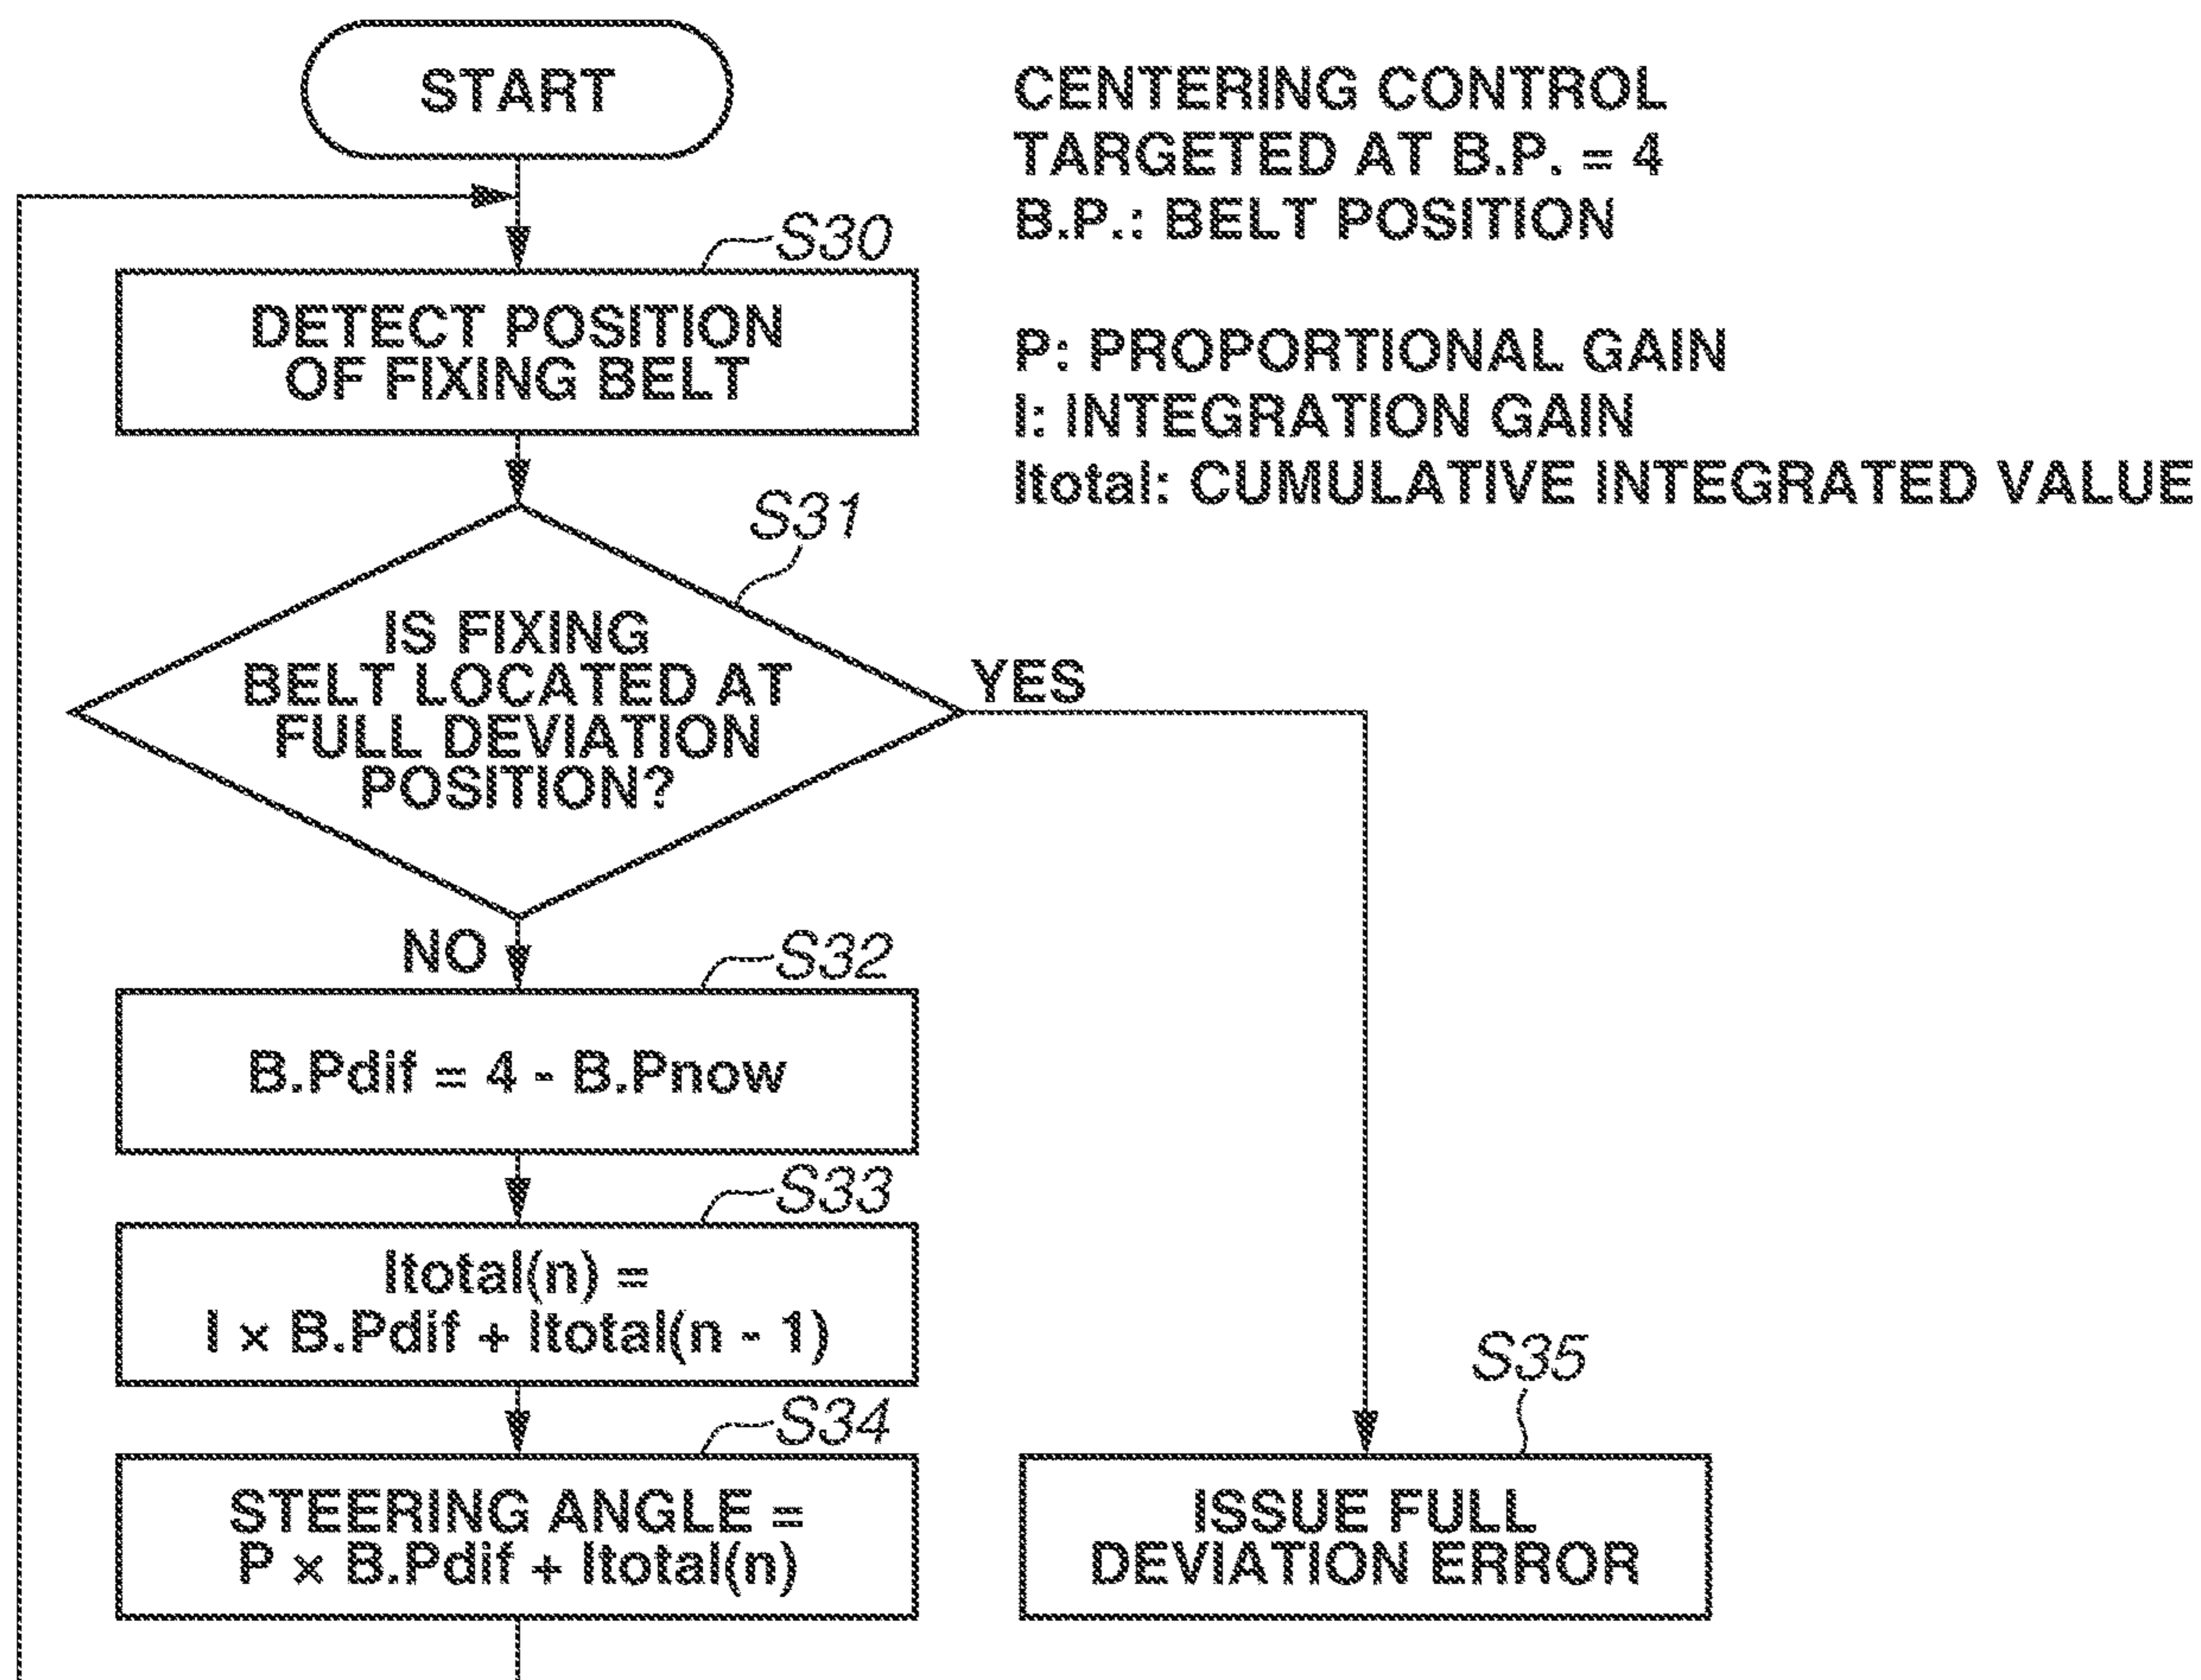 START
CENTERING CONTROL
TARGETED AT B.P. = 4
B.P.: BELT POSITION
P: PROPORTIONAL GAIN
I: INTEGRATION GAIN
Itotal: CUMULATIVE INTEGRATED VALUE
S30
DETECT POSITION
OF FIXING BELT
S31
IS FIXING
BELT LOCATED AT
FULL DEVIATION
POSITION?
YES
NO
S32
B.Pdif = 4 - B.Pnow
S33
Itotal(n) =
I × B.Pdif + Itotal(n - 1)
S34
STEERING ANGLE =
P × B.Pdif + Itotal(n)
S35
ISSUE FULL
DEVIATION ERROR